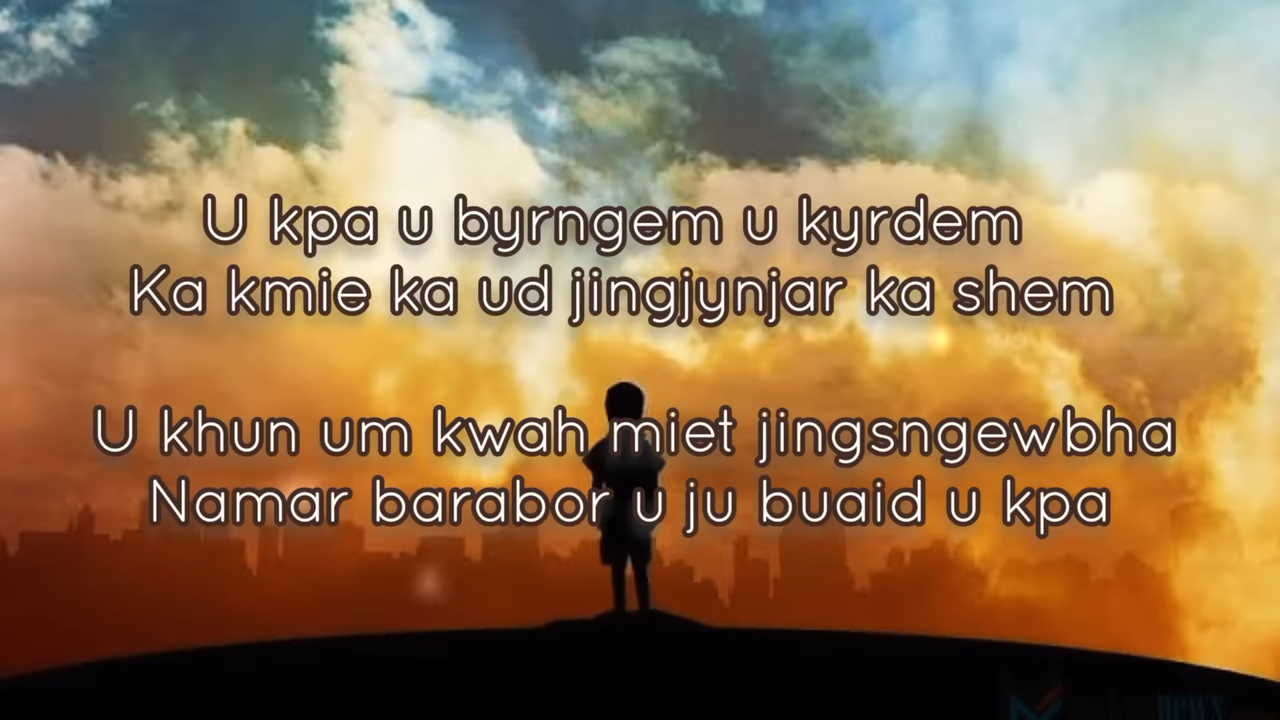 U kpa u byrngem u kyrdem
Ka kmie ka ud jingjynjar ka shem
U khun um kwah miet jingsngewbha
Namar barabor u ju buaid u kpa
news